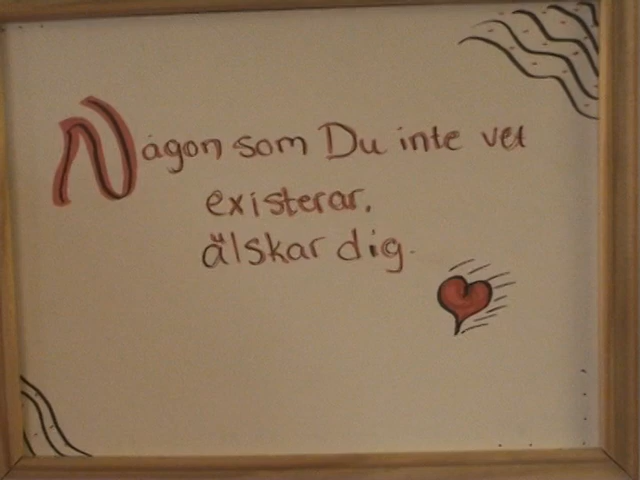 Någon som Du inte vet
existerar.
älskar dig.